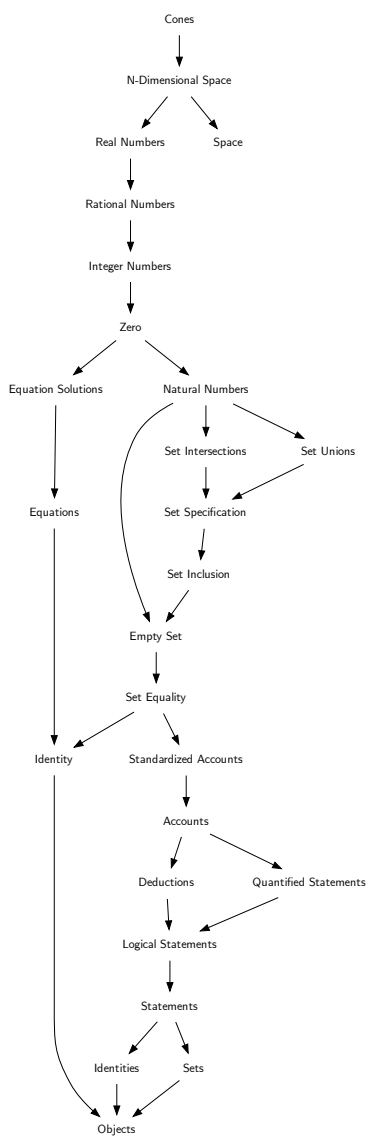 Cones
N-Dimensional Space
Real Numbers
Space
Rational Numbers
Integer Numbers
Zero
Equation Solutions
Natural Numbers
Set Intersections
Set Unions
Equations
Set Specification
Set Inclusion
Empty Set
Set Equality
Identity
Standardized Accounts
Accounts
Deductions
Quantified Statements
Logical Statements
Statements
Identities
Sets
Objects